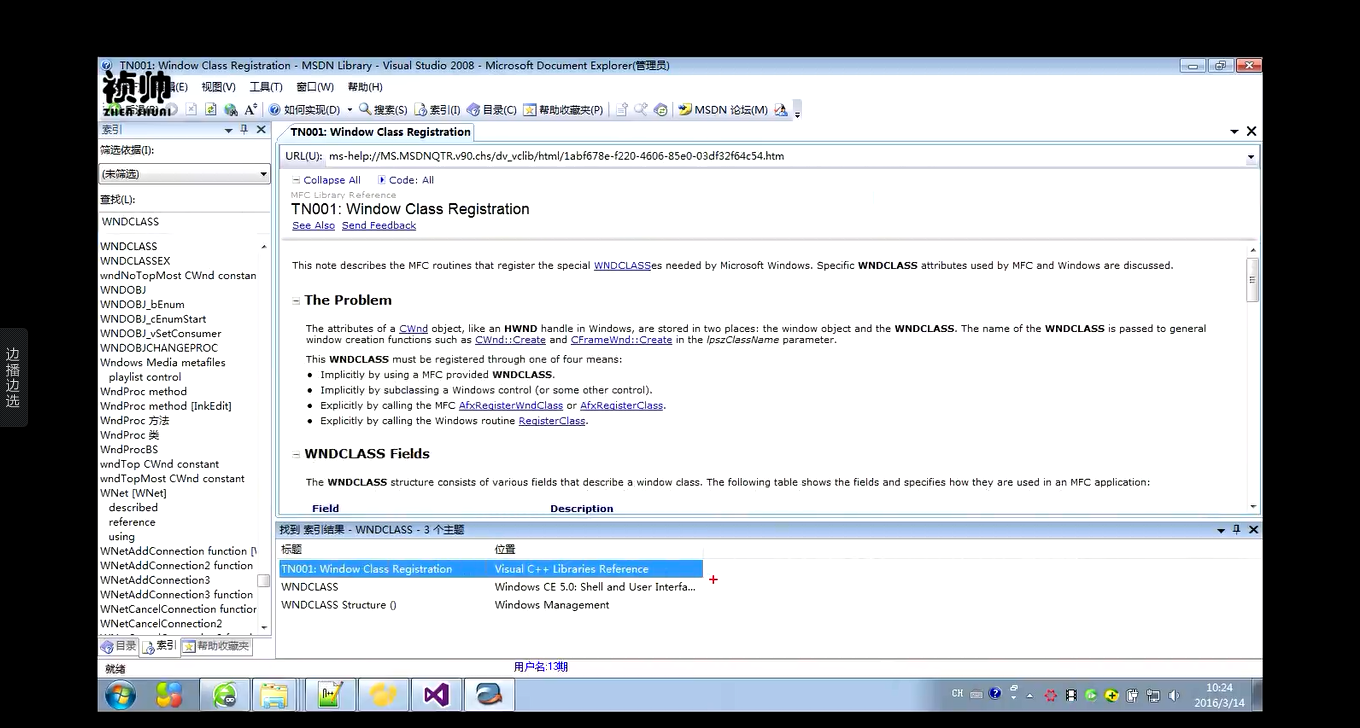 TN001: Window Class Registration - MSDN Library - Visual Studio 2008 - Microsoft Document Explorer(管理员)
祯帅
ZHEN SHUAI
(E) 视图(V) 工具(T) 窗口(W) 帮助(H)
如何实现(D) 搜索(S) 索引(I) 目录(C) 帮助收藏夹(P) MSDN 论坛(M)
索引
筛选依据(I):
(未筛选)
查找(L):
WNDCLASS
WNDCLASS
WNDCLASSEX
wndNoTopMost CWnd constan
WNDOBJ
WNDOBJ_bEnum
WNDOBJ_cEnumStart
WNDOBJ_vSetConsumer
WNDOBJCHANGEPROC
Wndows Media metafiles
playlist control
WndProc method
WndProc method [InkEdit]
WndProc 方法
WndProc 类
WndProcBS
wndTop CWnd constant
wndTopMost CWnd constant
WNet [WNet]
described
reference
using
WNetAddConnection function [\
WNetAddConnection2 function
WNetAddConnection3
WNetAddConnection3 function
WNetCancelConnection function
WNetCancelConnection2
目录 索引 帮助收藏夹
TN001: Window Class Registration
URL(U): ms-help://MS.MSDNQTR.v90.chs/dv_vclib/html/1abf678e-f220-4606-85e0-03df32f64c54.htm
Collapse All Code: All
MFC Library Reference
TN001: Window Class Registration
See Also Send Feedback
This note describes the MFC routines that register the special WNDCLASSes needed by Microsoft Windows. Specific WNDCLASS attributes used by MFC and Windows are discussed.
The Problem
The attributes of a CWnd object, like an HWND handle in Windows, are stored in two places: the window object and the WNDCLASS. The name of the WNDCLASS is passed to general
window creation functions such as CWnd::Create and CFrameWnd::Create in the lpszClassName parameter.
This WNDCLASS must be registered through one of four means:
• Implicitly by using a MFC provided WNDCLASS.
• Implicitly by subclassing a Windows control (or some other control).
• Explicitly by calling the MFC AfxRegisterWndClass or AfxRegisterClass.
• Explicitly by calling the Windows routine RegisterClass.
WNDCLASS Fields
The WNDCLASS structure consists of various fields that describe a window class. The following table shows the fields and specifies how they are used in an MFC application:
Field Description
找到 索引结果 - WNDCLASS - 3 个主题
标题 位置
TN001: Window Class Registration Visual C++ Libraries Reference
WNDCLASS Windows CE 5.0: Shell and User Interfa...
WNDCLASS Structure () Windows Management
就绪
用户名:13期
CH
10:24
2016/3/14
边播边选